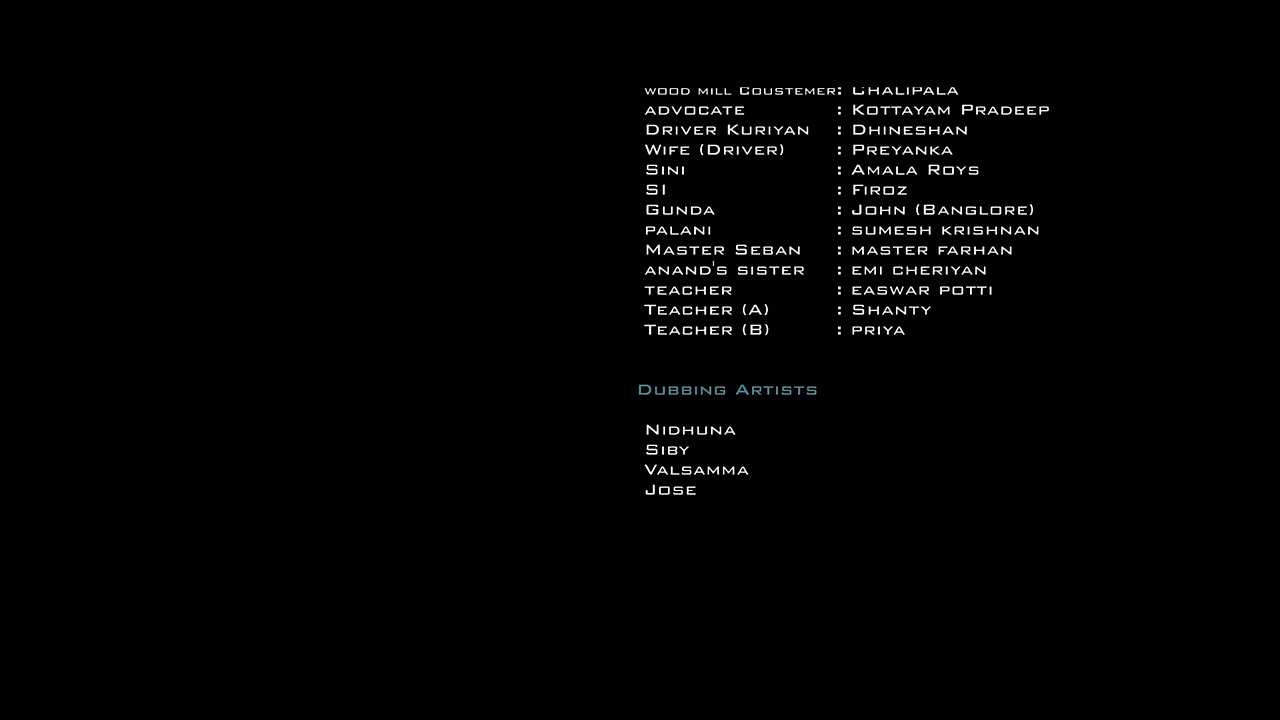 WOOD MILL COUSTEMER: CHALIPALA
ADVOCATE : KOTTAYAM PRADEEP
DRIVER KURIYAN : DHINESHAN
WIFE (DRIVER) : PREYANKA
SINI : AMALA ROYS
SI : FIROZ
GUNDA : JOHN (BANGLORE)
PALANI : SUMESH KRISHNAN
MASTER SEBAN : MASTER FARHAN
ANAND'S SISTER : EMI CHERIYAN
TEACHER : EASWAR POTTI
TEACHER (A) : SHANTY
TEACHER (B) : PRIYA
DUBBING ARTISTS
NIDHUNA
SIBY
VALSAMMA
JOSE